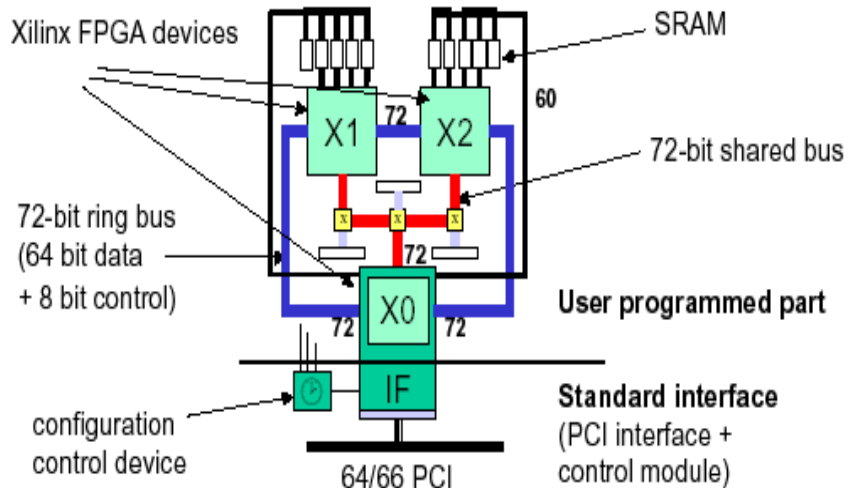 Xilinx FPGA devices
SRAM
60
X1
72
X2
72-bit shared bus
x
x
x
72-bit ring bus
(64 bit data
+ 8 bit control)
72
X0
72
72
User programmed part
IF
Standard interface
(PCI interface +
control module)
configuration
control device
64/66 PCI